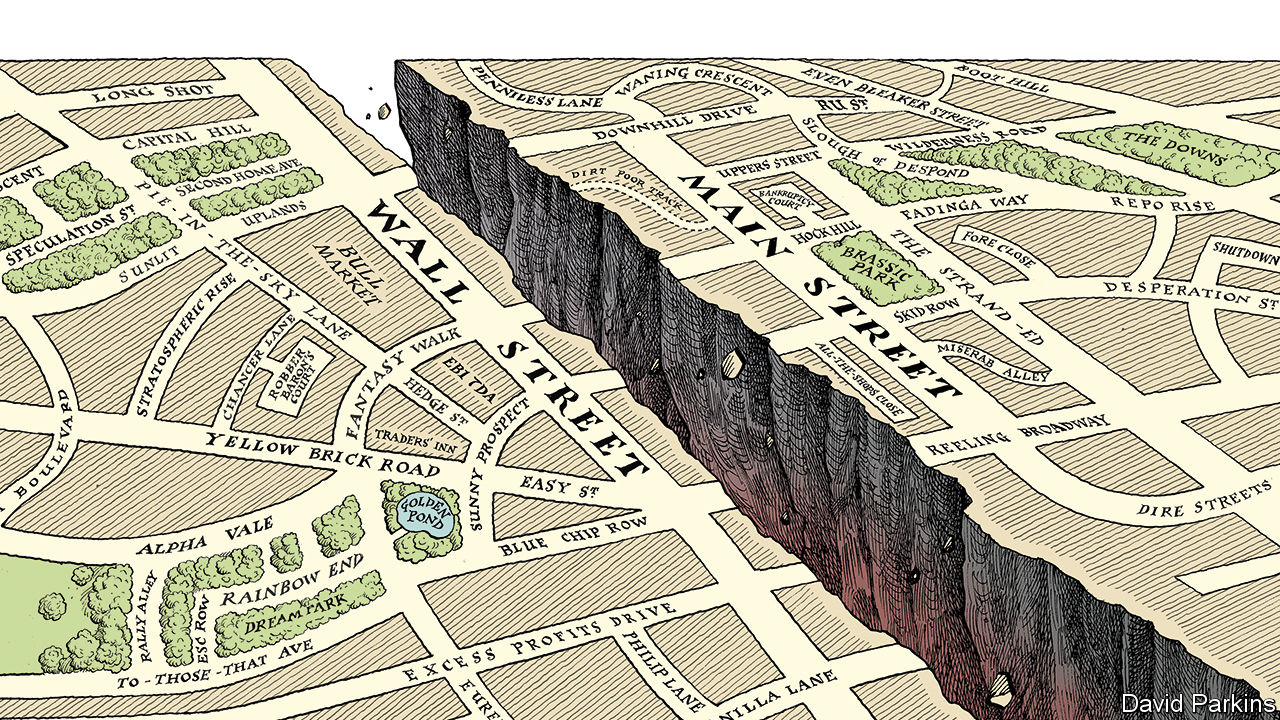 LONG SHOT
CAPITAL HILL
SECOND HOME AVE
SPECULATION ST
PIE IN
THE SKY LANE
UPLANDS
SUNLIT
BULL
MARKET
WALL STREET
STRATOSPHERIC RISE
CHANCER LANE
ROBBER
BARON'S
COURT
FANTASY WALK
EBITDA
HEDGE ST
TRADERS' INN
YELLOW BRICK ROAD
BOULEVARD
SUNNY PROSPECT
EASY ST
GOLDEN
POND
BLUE CHIP ROW
ALPHA VALE
RALLY ALLEY
ESC ROW
RAINBOW END
DREAM PARK
TO-THOSE-THAT AVE
EXCESS PROFITS DRIVE
PHILIP LANE
NILLA LANE
PENNILESS LANE
WANING CRESCENT
EVEN BLEAKER STREET
BOOT HILL
RU ST
DOWNHILL DRIVE
SLOUGH OF DESPOND
WILDERNESS ROAD
THE DOWNS
DIRT POOR TRACK
UPPERS STREET
BANKRUPTCY
COURT
MAIN STREET
HOCK HILL
BRASSIC
PARK
FADINGA WAY
REPO RISE
FORE CLOSE
SHUTDOWN
THE STRAND-ED
DESPERATION ST
SKID ROW
MISERAB ALLEY
ALL-THE-SHOPS CLOSE
REELING BROADWAY
DIRE STREETS
David Parkins